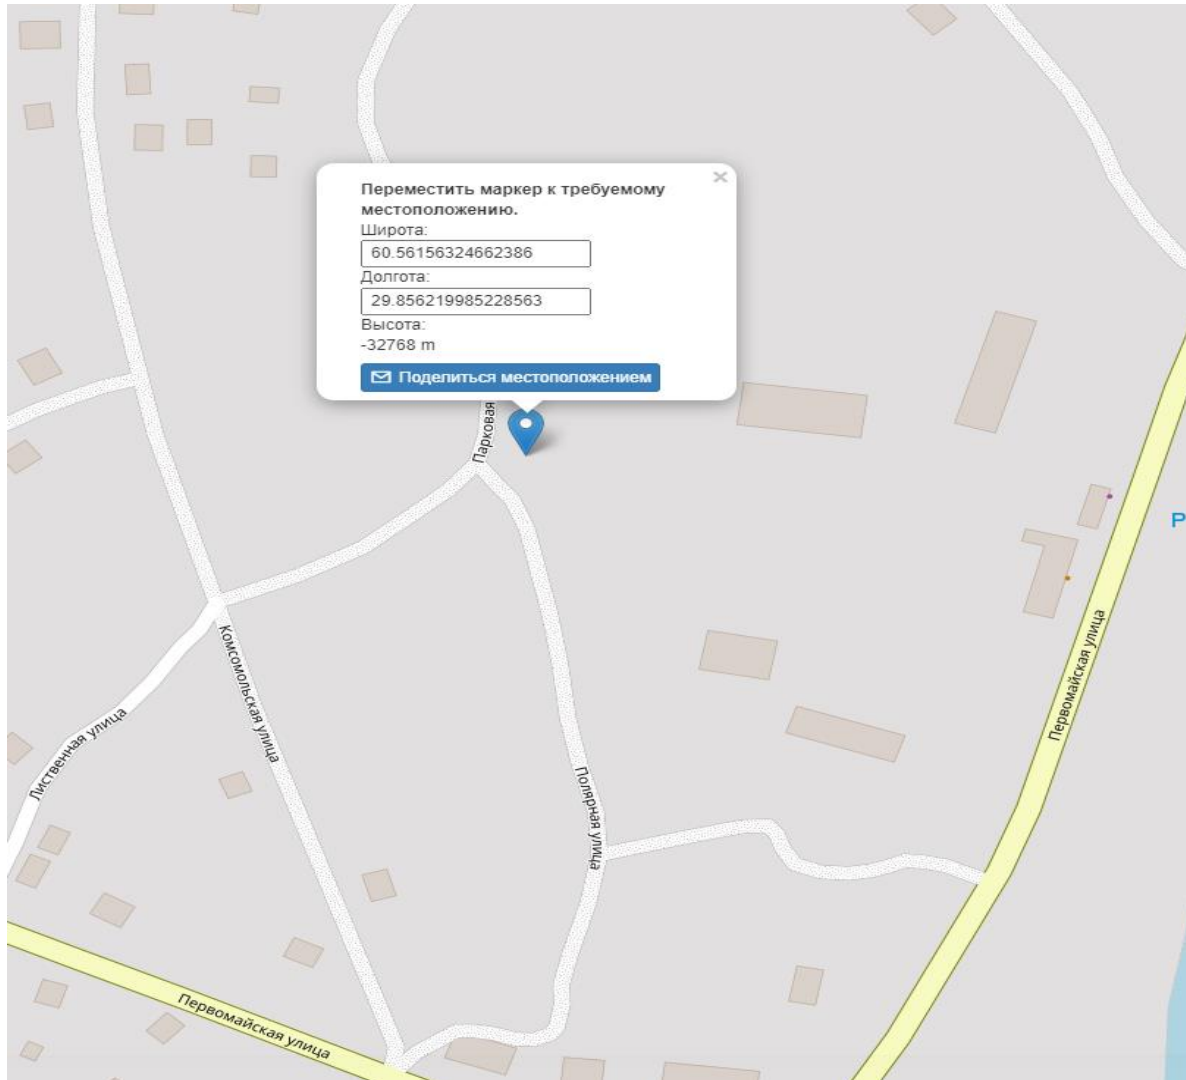 Переместить маркер к требуемому
местоположению.
Широта:
60.56156324662386
Долгота:
29.856219985228563
Высота:
-32768 m
Поделиться местоположением
Парковая
P
Комсомольская улица
Первомайская улица
Лиственная улица
Полярная улица
Первомайская улица